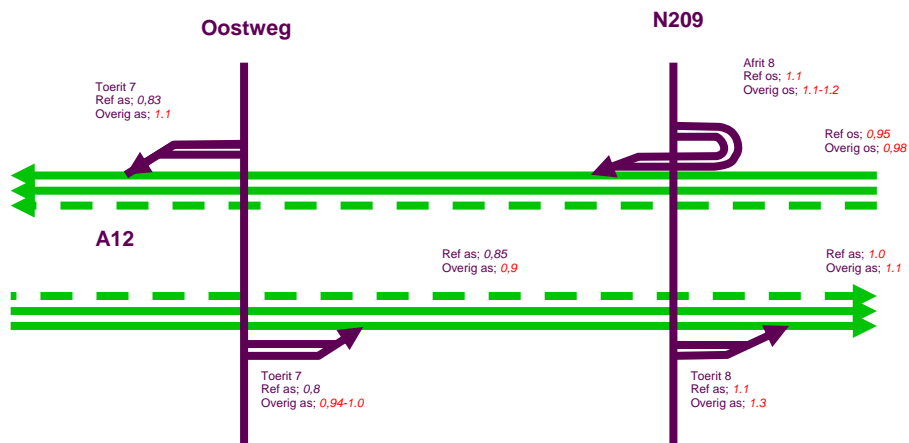 Oostweg
N209
Toerit 7
Ref as; 0,83
Overig as; 1.1
Afrit 8
Ref os; 1.1
Overig os; 1.1-1.2
Ref os; 0,95
Overig os; 0,98
A12
Ref as; 0,85
Overig as; 0,9
Ref as; 1.0
Overig as; 1.1
Toerit 7
Ref as; 0,8
Overig as; 0,94-1.0
Toerit 8
Ref as; 1.1
Overig as; 1.3